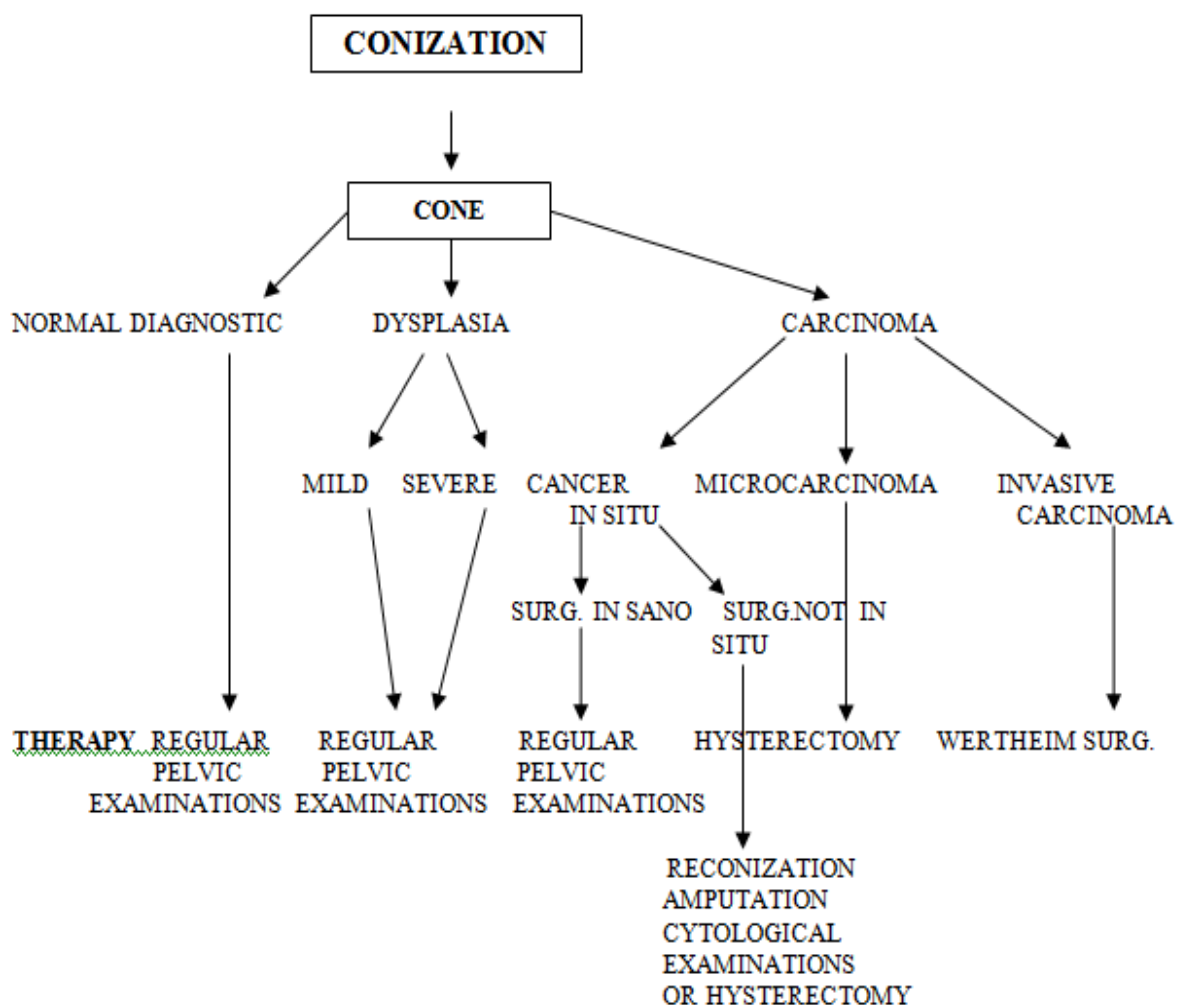 CONIZATION
CONE
NORMAL DIAGNOSTIC
DYSPLASIA
CARCINOMA
MILD
SEVERE
CANCER
IN SITU
MICROCARCINOMA
INVASIVE
CARCINOMA
SURG. IN SANO
SURG.NOT IN
SITU
THERAPY REGULAR
PELVIC
EXAMINATIONS
REGULAR
PELVIC
EXAMINATIONS
REGULAR
PELVIC
EXAMINATIONS
HYSTERECTOMY
WERTHEIM SURG.
RECONIZATION
AMPUTATION
CYTOLOGICAL
EXAMINATIONS
OR HYSTERECTOMY